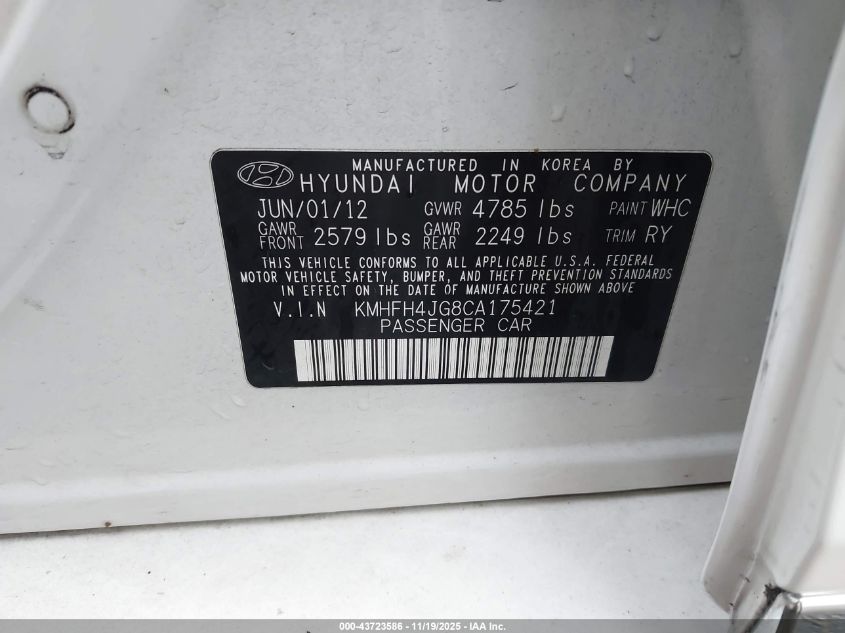 MANUFACTURED IN KOREA BY
HYUNDAI MOTOR COMPANY
JUN/01/12 GVWR 4785 lbs PAINT WHC
GAWR FRONT 2579 lbs GAWR REAR 2249 lbs TRIM RY
THIS VEHICLE CONFORMS TO ALL APPLICABLE U.S.A. FEDERAL
MOTOR VEHICLE SAFETY, BUMPER, AND THEFT PREVENTION STANDARDS
IN EFFECT ON THE DATE OF MANUFACTURE SHOWN ABOVE
V.I.N KMHFH4JG8CA175421
PASSENGER CAR
000-43723586 - 11/19/2025 - IAA Inc.